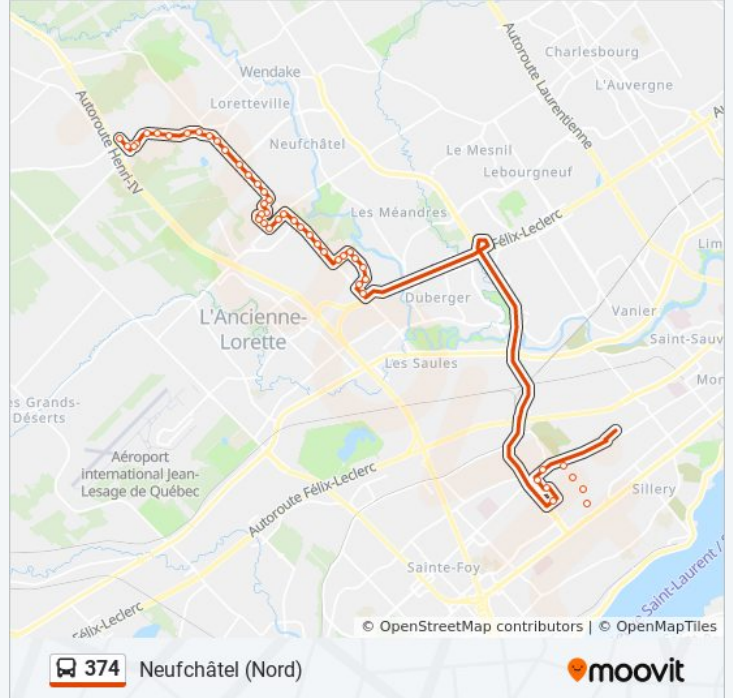 Charlesbourg
Autoroute Laurentienne
L'Auvergne
Wendake
Loretteville
Autoroute Henri-IV
Neufchâtel
Le Mesnil
Lebourgneuf
Les Méandres
Félix-Leclerc
Lim
Duberger
Vanier
L'Ancienne-
Lorette
Saint-Sauv
Les Saules
Mor
es Grands-
Déserts
Aéroport
international Jean-
Lesage de Québec
Autoroute Félix-Leclerc
Sillery
Sainte-Foy
Saint-Laurent /
Félix-Leclerc
© OpenStreetMap contributors | © OpenMapTiles
374 Neufchâtel (Nord)
moovit